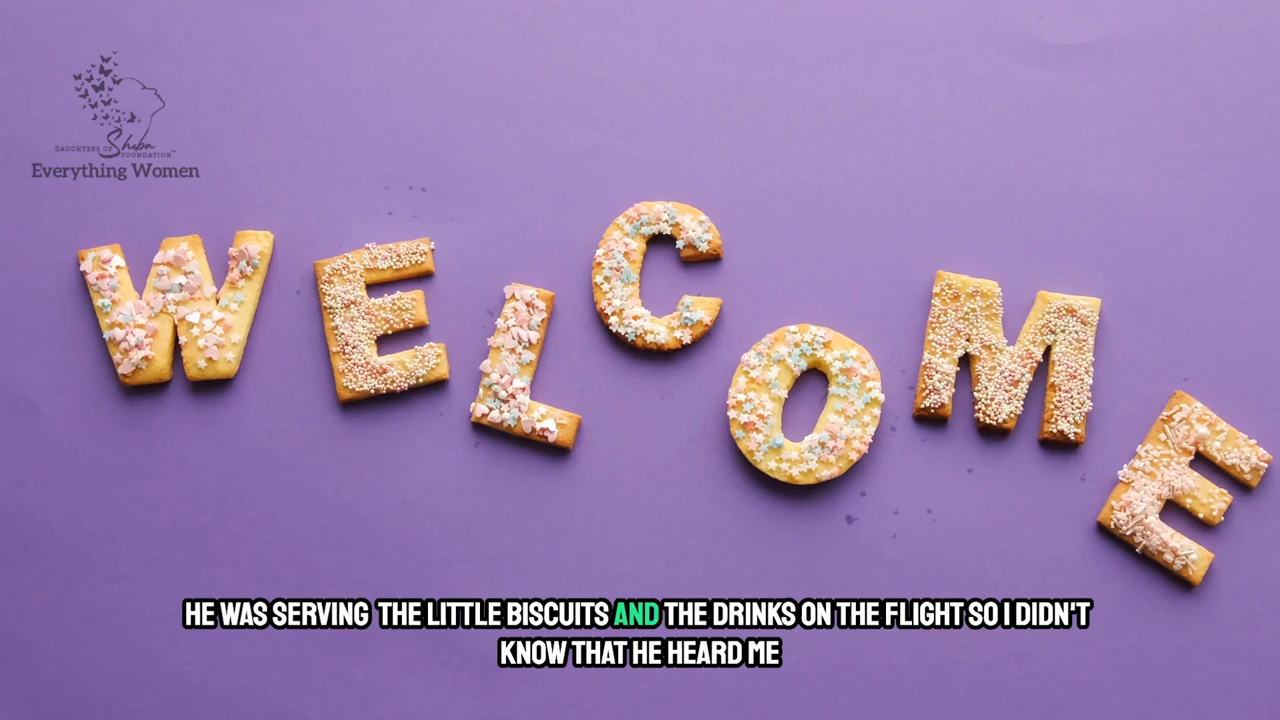 DAUGHTERS OF Sheba
FOUNDATION™
Everything Women
WELCOME
HE WAS SERVING THE LITTLE BISCUITS AND THE DRINKS ON THE FLIGHT SO I DIDN'T
KNOW THAT HE HEARD ME